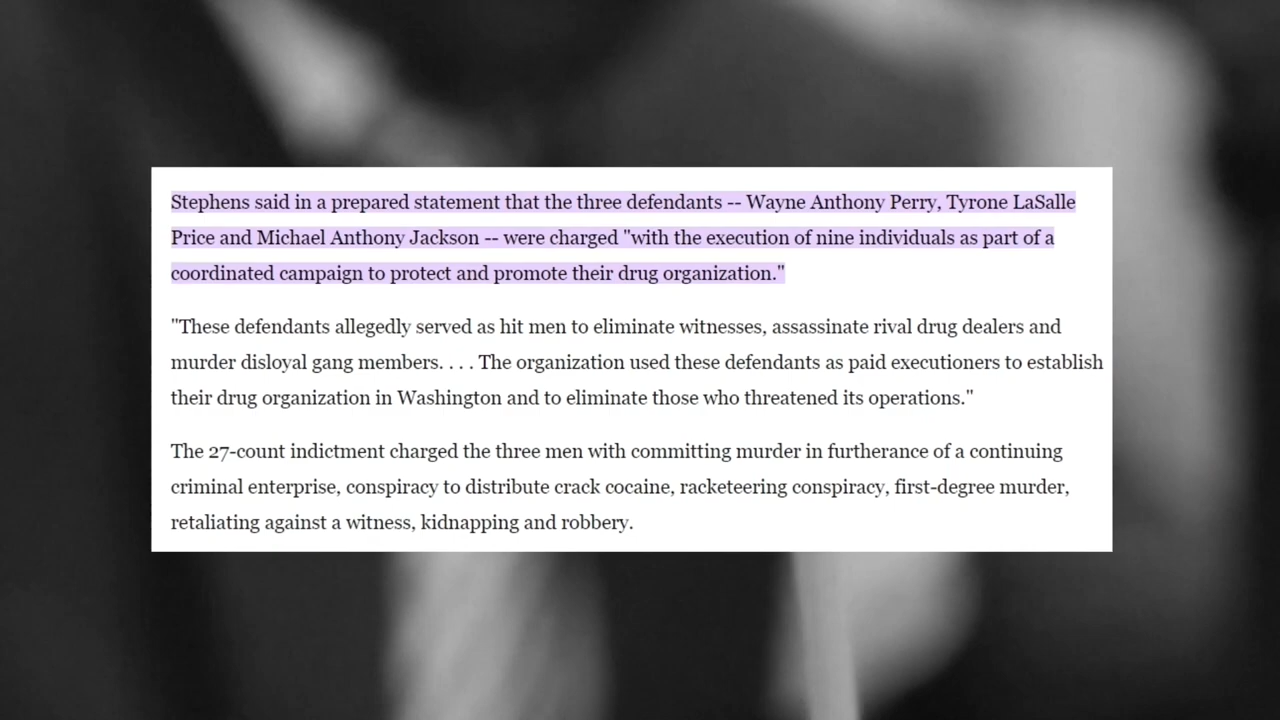 Stephens said in a prepared statement that the three defendants -- Wayne Anthony Perry, Tyrone LaSalle
Price and Michael Anthony Jackson -- were charged "with the execution of nine individuals as part of a
coordinated campaign to protect and promote their drug organization."
"These defendants allegedly served as hit men to eliminate witnesses, assassinate rival drug dealers and
murder disloyal gang members. . . . The organization used these defendants as paid executioners to establish
their drug organization in Washington and to eliminate those who threatened its operations."
The 27-count indictment charged the three men with committing murder in furtherance of a continuing
criminal enterprise, conspiracy to distribute crack cocaine, racketeering conspiracy, first-degree murder,
retaliating against a witness, kidnapping and robbery.